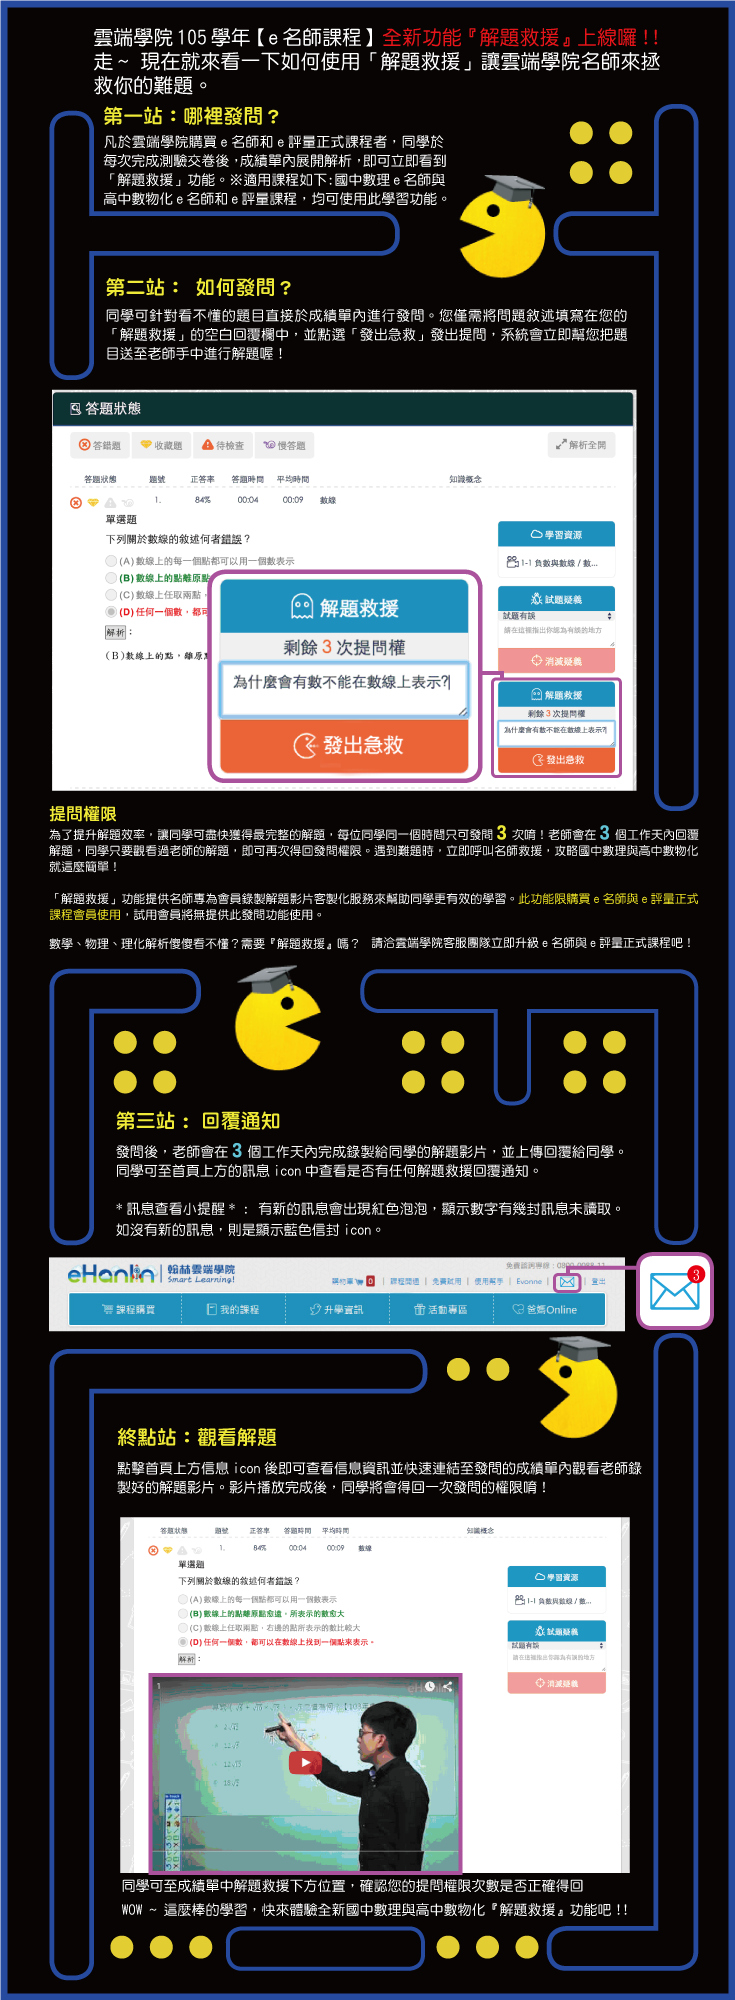 雲端學院 105 學年【e 名師課程】全新功能『解題救援』上線囉 !!
走 ~ 現在就來看一下如何使用「解題救援」讓雲端學院名師來拯
救你的難題。
第一站：哪裡發問？
凡於雲端學院購買 e 名師和 e 評量正式課程者，同學於
每次完成測驗交卷後，成績單內展開解析，即可立即看到
「解題救援」功能。※適用課程如下：國中數理 e 名師與
高中數物化 e 名師和 e 評量課程，均可使用此學習功能。
第二站： 如何發問？
同學可針對看不懂的題目直接於成績單內進行發問。您僅需將問題敘述填寫在您的
「解題救援」的空白回覆欄中，並點選「發出急救」發出提問，系統會立即幫您把題
目送至老師手中進行解題喔！
答題狀態
答錯題 收藏題 待檢查 慢答題 解析全開
答題狀態 題號 正答率 答題時間 平均時間 知識概念
1. 84% 00:04 00:09 數線
單選題
下列關於數線的敘述何者錯誤？
(A) 數線上的每一個點都可以用一個數表示
(B) 數線上的點離原點
(C) 數線上任取兩點，
(D) 任何一個數，都可
解析：
(B)數線上的點，離原點
學習資源
1-1 負數與數線 / 數...
試題疑義
試題有誤
請在這裡指出你認為有誤的地方
消滅疑義
解題救援
剩餘 3 次提問權
為什麼會有數不能在數線上表示?
發出急救
解題救援
剩餘 3 次提問權
為什麼會有數不能在數線上表示?
發出急救
提問權限
為了提升解題效率，讓同學可盡快獲得最完整的解題，每位同學同一個時間只可發問 3 次唷！老師會在 3 個工作天內回覆
解題，同學只要觀看過老師的解題，即可再次得回發問權限。遇到難題時，立即呼叫名師救援，攻略國中數理與高中數物化
就這麼簡單！
「解題救援」功能提供名師專為會員錄製解題影片客製化服務來幫助同學更有效的學習。此功能限購買 e 名師與 e 評量正式
課程會員使用，試用會員將無提供此發問功能使用。
數學、物理、理化解析傻傻看不懂？需要『解題救援』嗎？ 請洽雲端學院客服團隊立即升級 e 名師與 e 評量正式課程吧！
第三站： 回覆通知
發問後，老師會在 3 個工作天內完成錄製給同學的解題影片，並上傳回覆給同學。
同學可至首頁上方的訊息 icon 中查看是否有任何解題救援回覆通知。
* 訊息查看小提醒 * : 有新的訊息會出現紅色泡泡，顯示數字有幾封訊息未讀取。
如沒有新的訊息，則是顯示藍色信封 icon。
eHanlin 翰林雲端學院
Smart Learning!
免費諮詢專線：0800-0088-11
購物車 0 | 課程問通 | 免費試用 | 使用幫手 | Evonne | 登出
3
課程購買 我的課程 升學資訊 活動專區 爸媽Online
終點站：觀看解題
點擊首頁上方信息 icon 後即可查看信息資訊並快速連結至發問的成績單內觀看老師錄
製好的解題影片。影片播放完成後，同學將會得回一次發問的權限唷！
答題狀態 題號 正答率 答題時間 平均時間 知識概念
1. 84% 00:04 00:09 數線
單選題
下列關於數線的敘述何者錯誤？
(A) 數線上的每一個點都可以用一個數表示
(B) 數線上的點離原點愈遠，所表示的數愈大
(C) 數線上任取兩點，右邊的點所表示的數比較大
(D) 任何一個數，都可以在數線上找到一個點來表示。
解析：
學習資源
1-1 負數與數線 / 數...
試題疑義
試題有誤
請在這裡指出你認為有誤的地方
消滅疑義
同學可至成績單中解題救援下方位置，確認您的提問權限次數是否正確得回
WOW ~ 這麼棒的學習，快來體驗全新國中數理與高中數物化『解題救援』功能吧 !!